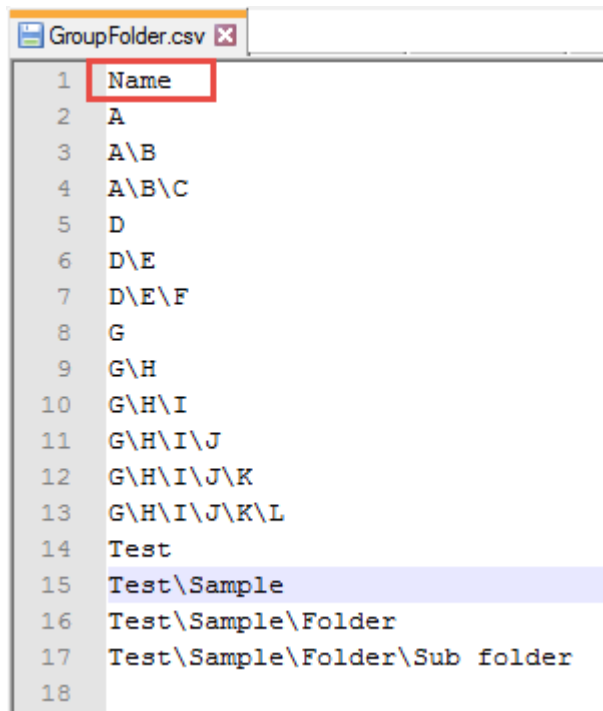 GroupFolder.csv
1 Name
2 A
3 A\B
4 A\B\C
5 D
6 D\E
7 D\E\F
8 G
9 G\H
10 G\H\I
11 G\H\I\J
12 G\H\I\J\K
13 G\H\I\J\K\L
14 Test
15 Test\Sample
16 Test\Sample\Folder
17 Test\Sample\Folder\Sub folder
18